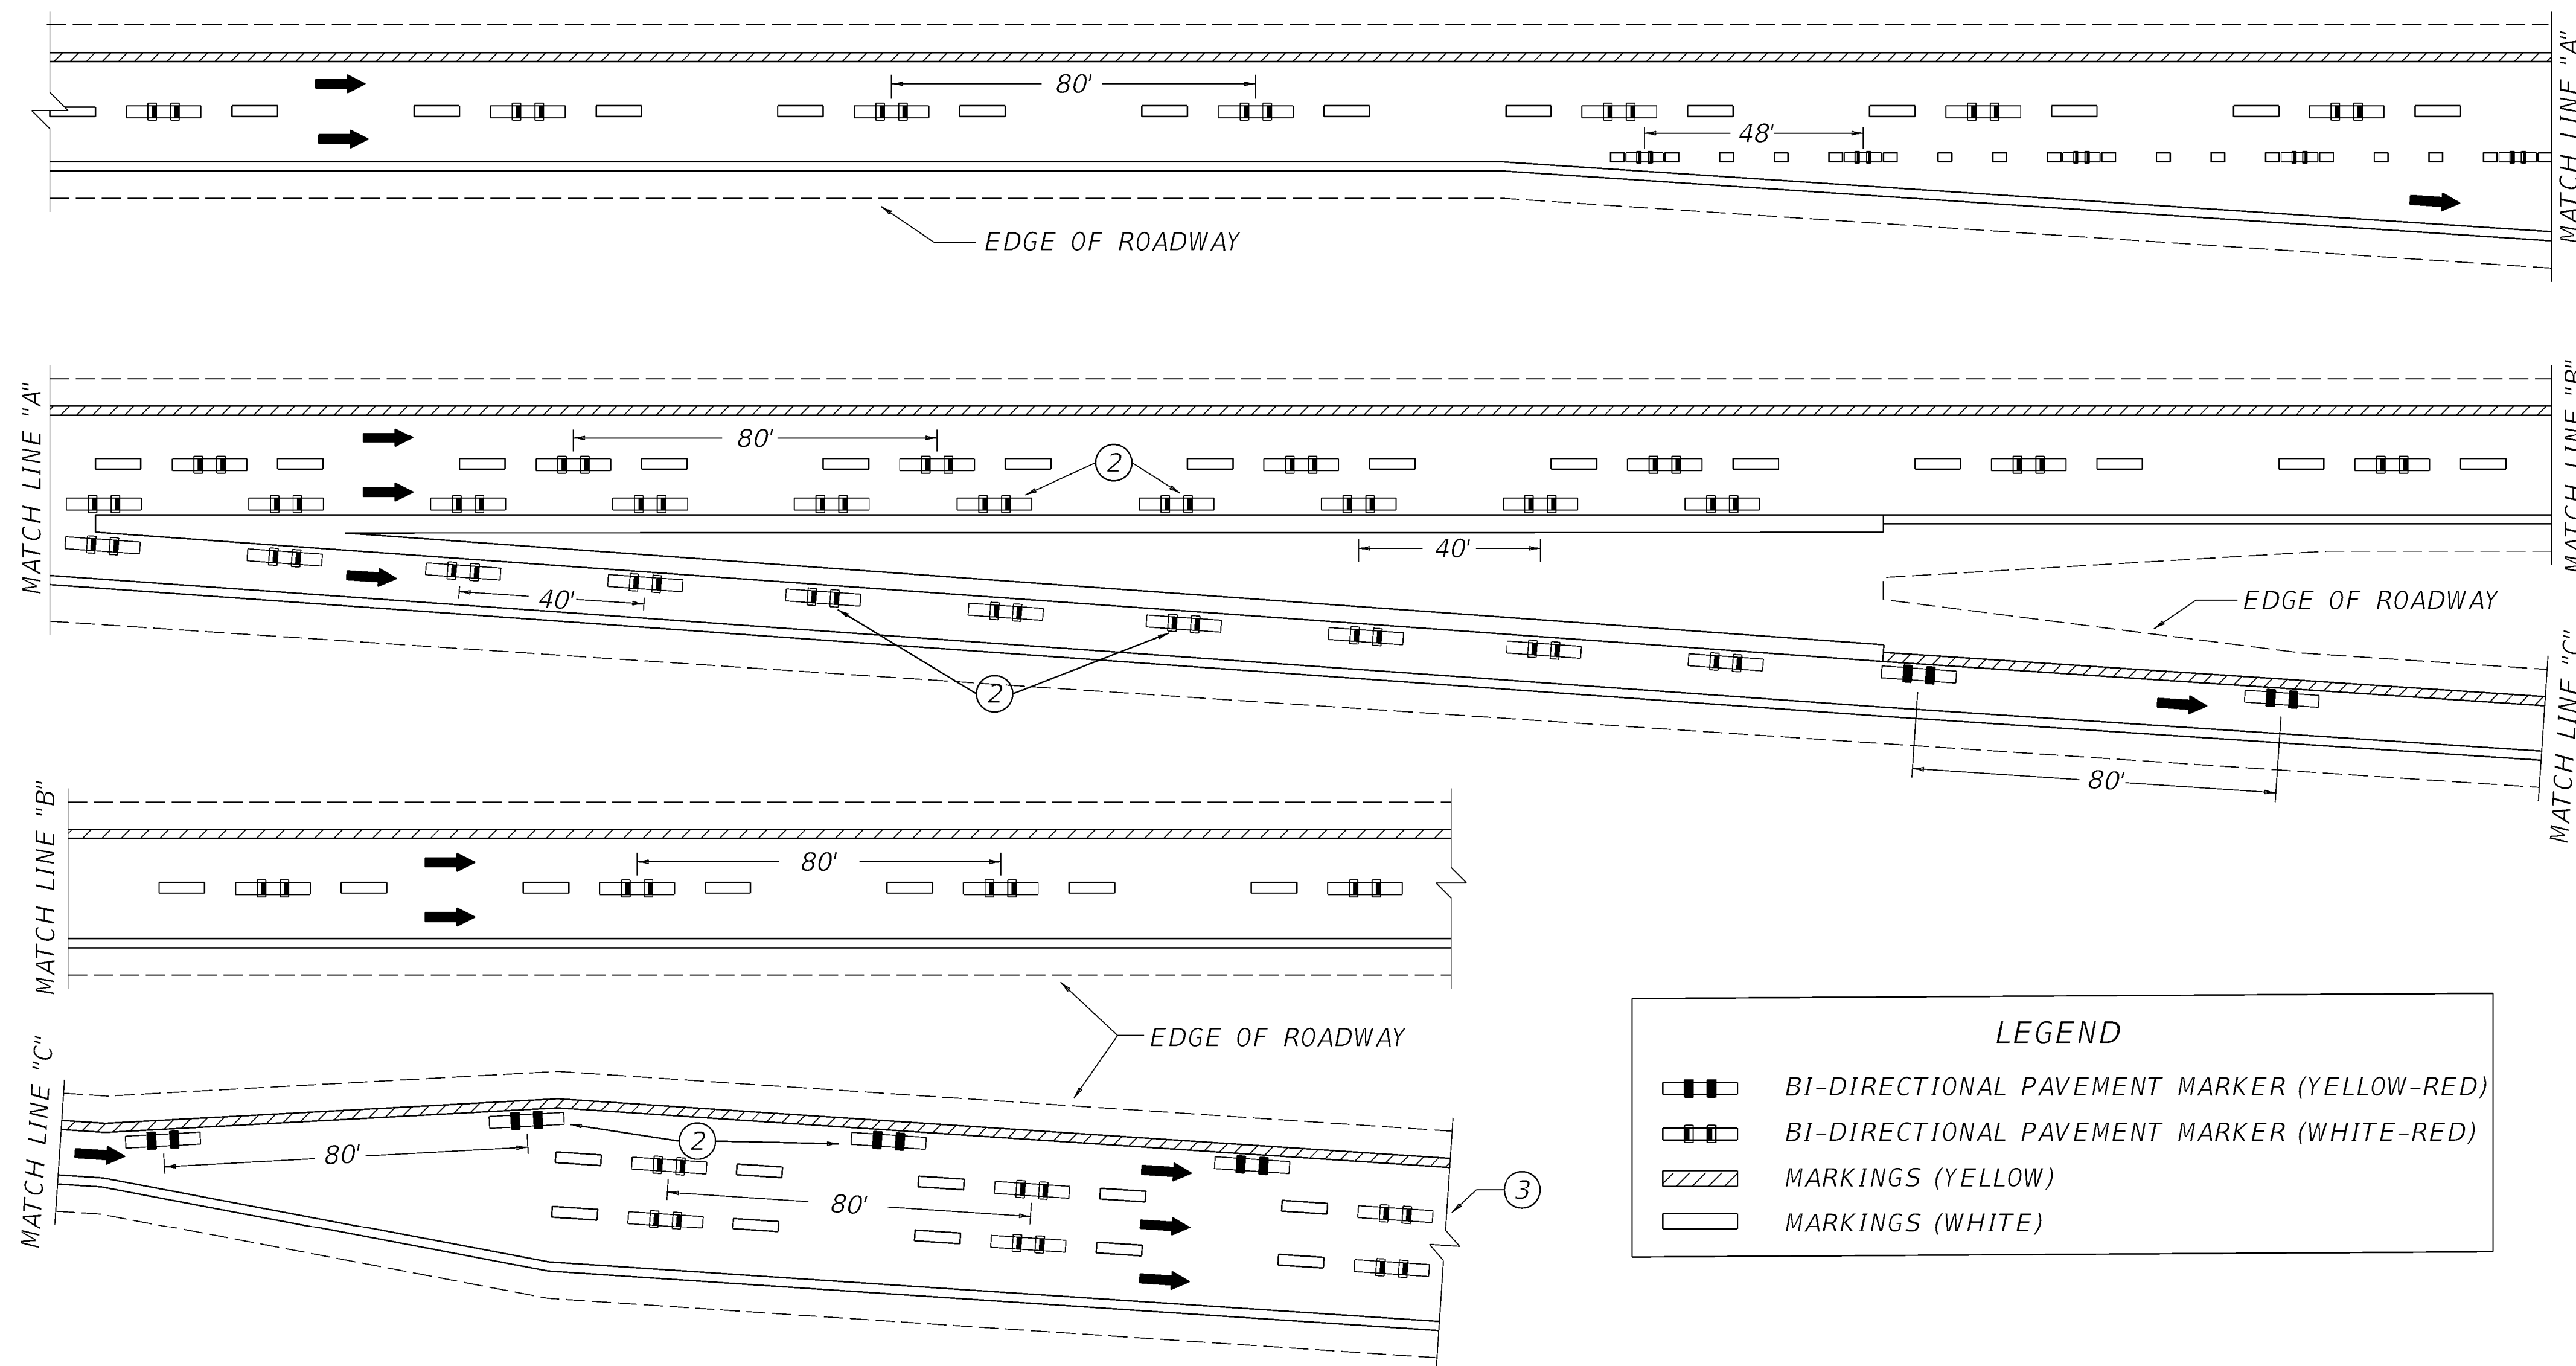 80'
48'
EDGE OF ROADWAY
MATCH LINE "A"
MATCH LINE "A"
80'
2
40'
40'
2
EDGE OF ROADWAY
80'
MATCH LINE "B"
MATCH LINE "C"
MATCH LINE "B"
80'
EDGE OF ROADWAY
MATCH LINE "C"
80'
2
80'
3
LEGEND
BI-DIRECTIONAL PAVEMENT MARKER (YELLOW-RED)
BI-DIRECTIONAL PAVEMENT MARKER (WHITE-RED)
MARKINGS (YELLOW)
MARKINGS (WHITE)